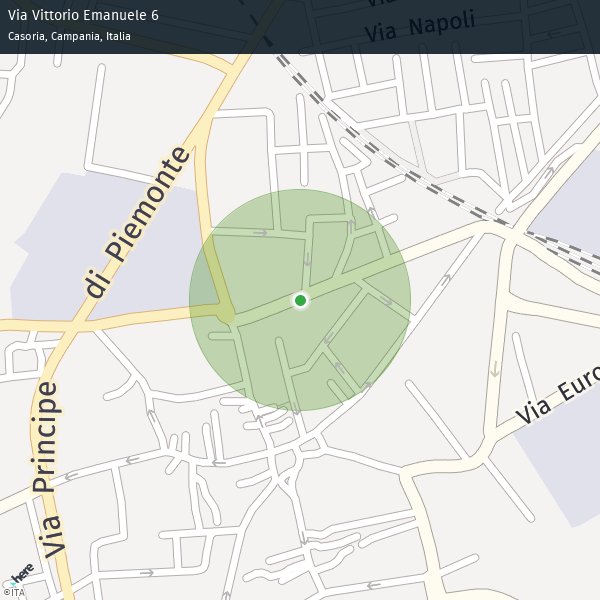 Via Vittorio Emanuele 6
Casoria, Campania, Italia
Via Napoli
di Piemonte
Via Principe
Via Euro
here
©ITA